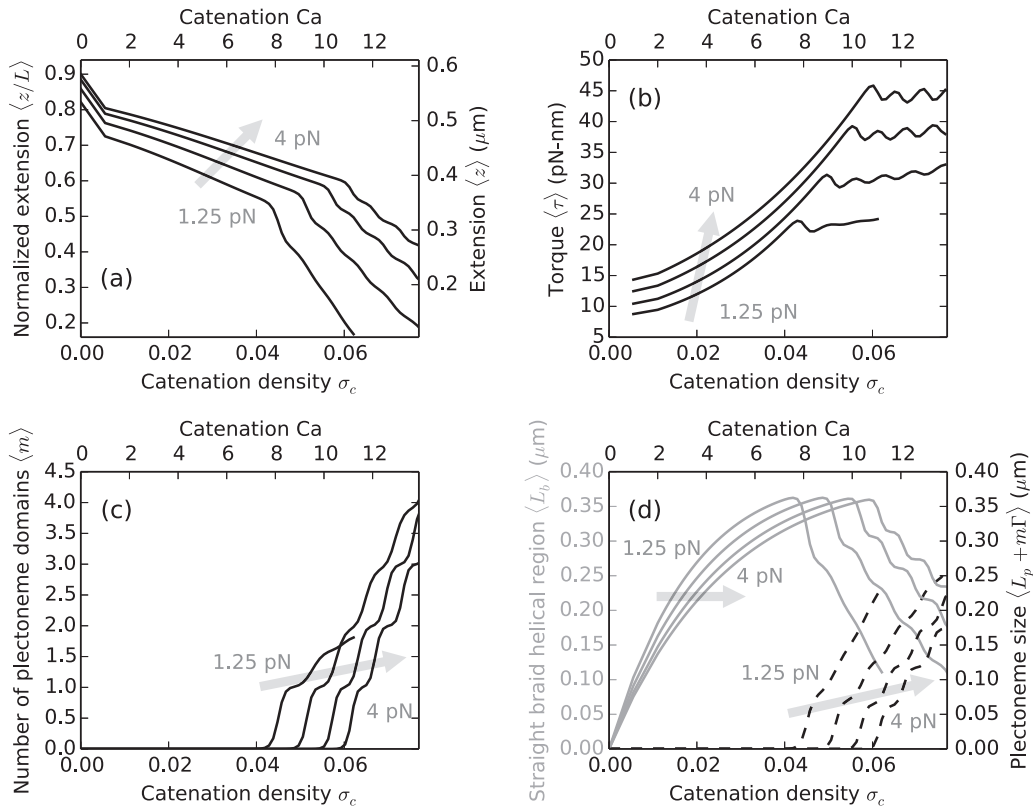 Catenation Ca
0 2 4 6 8 10 12
Normalized extension ⟨z/L⟩
0.9
0.8
0.7
0.6
0.5
0.4
0.3
0.2
4 pN
1.25 pN
(a)
0.6
0.5
0.4
0.3
0.2
Extension ⟨z⟩ (μm)
0.00 0.02 0.04 0.06
Catenation density σc
Catenation Ca
0 2 4 6 8 10 12
Torque ⟨τ⟩ (pN-nm)
50
45
40
35
30
25
20
15
10
5
(b)
4 pN
1.25 pN
0.00 0.02 0.04 0.06
Catenation density σc
Catenation Ca
0 2 4 6 8 10 12
Number of plectoneme domains ⟨m⟩
4.5
4.0
3.5
3.0
2.5
2.0
1.5
1.0
0.5
0.0
(c)
1.25 pN
4 pN
0.00 0.02 0.04 0.06
Catenation density σc
Catenation Ca
0 2 4 6 8 10 12
Straight braid helical region ⟨Lb⟩ (μm)
0.40
0.35
0.30
0.25
0.20
0.15
0.10
0.05
0.00
(d)
1.25 pN
4 pN
1.25 pN
4 pN
0.40
0.35
0.30
0.25
0.20
0.15
0.10
0.05
0.00
Plectoneme size ⟨Lp + mΓ⟩ (μm)
0.00 0.02 0.04 0.06
Catenation density σc